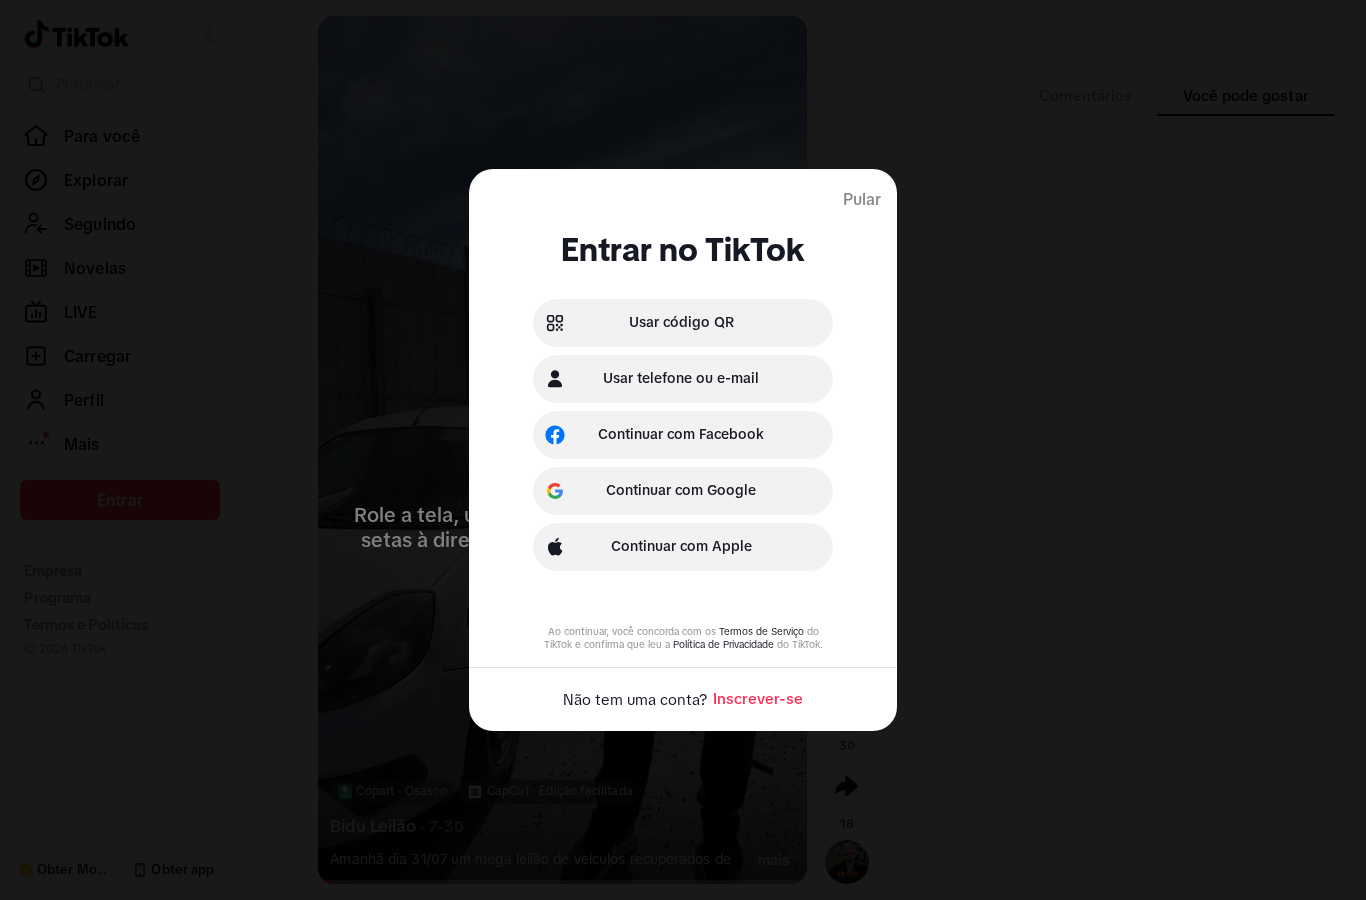 TikTok
Pesquisar
Para você
Explorar
Seguindo
Novelas
LIVE
Carregar
Perfil
Mais
Entrar
Empresa
Programa
Termos e Políticas
© 2026 TikTok
Obter Mo...
Obter app
Role a tela, u
setas à dire
Copart · Osasco
CapCut · Edição facilitada
Bidu Leilão · 7-30
Amanhã dia 31/07 um mega leilão de veículos recuperados de
mais
Pular
Entrar no TikTok
Usar código QR
Usar telefone ou e-mail
Continuar com Facebook
Continuar com Google
Continuar com Apple
Ao continuar, você concorda com os Termos de Serviço do
TikTok e confirma que leu a Política de Privacidade do TikTok.
Não tem uma conta? Inscrever-se
30
18
Comentários
Você pode gostar